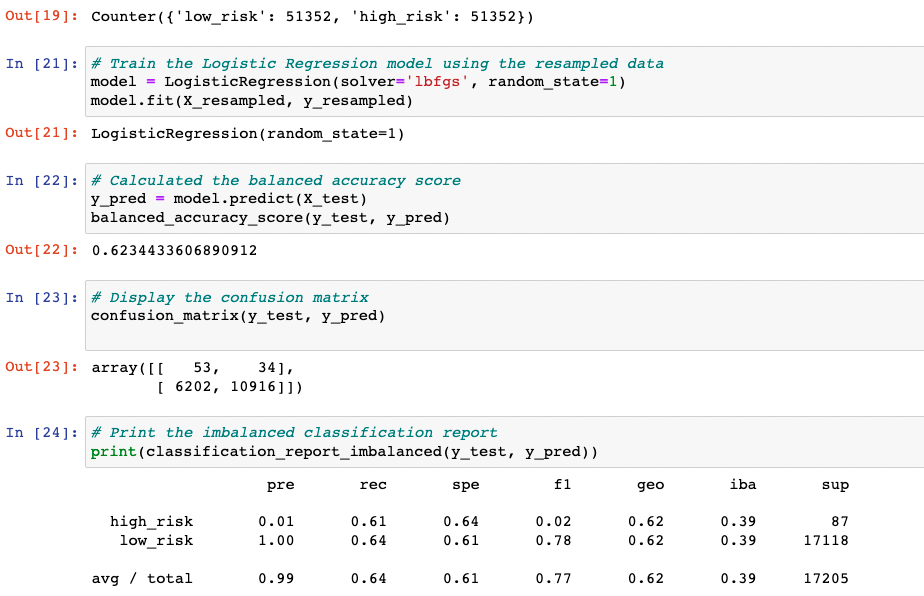 Out[19]: Counter({'low_risk': 51352, 'high_risk': 51352})
In [21]: # Train the Logistic Regression model using the resampled data
model = LogisticRegression(solver='lbfgs', random_state=1)
model.fit(X_resampled, y_resampled)
Out[21]: LogisticRegression(random_state=1)
In [22]: # Calculated the balanced accuracy score
y_pred = model.predict(X_test)
balanced_accuracy_score(y_test, y_pred)
Out[22]: 0.6234433606890912
In [23]: # Display the confusion matrix
confusion_matrix(y_test, y_pred)
Out[23]: array([[   53,    34],
       [ 6202, 10916]])
In [24]: # Print the imbalanced classification report
print(classification_report_imbalanced(y_test, y_pred))
pre rec spe f1 geo iba sup
high_risk 0.01 0.61 0.64 0.02 0.62 0.39 87
low_risk 1.00 0.64 0.61 0.78 0.62 0.39 17118
avg / total 0.99 0.64 0.61 0.77 0.62 0.39 17205